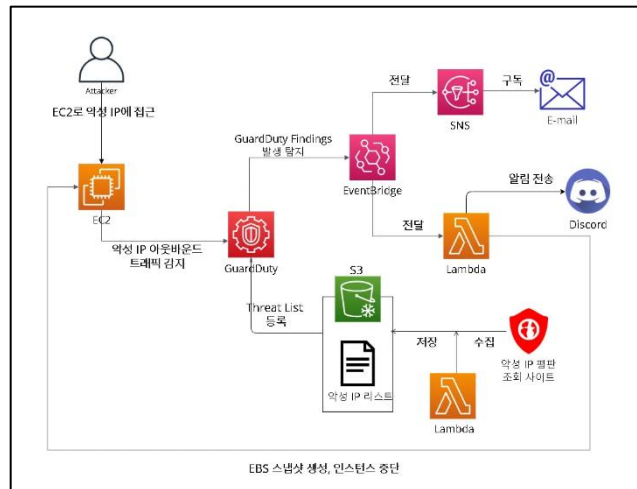 Attacker
EC2로 악성 IP에 접근
EC2
악성 IP 아웃바운드
트래픽 감지
GuardDuty Findings
발생 탐지
GuardDuty
전달
SNS
구독
E-mail
EventBridge
전달
Lambda
알림 전송
Discord
Threat List
등록
S3
악성 IP 리스트
저장
수집
Lambda
악성 IP 평판
조회 사이트
EBS 스냅샷 생성, 인스턴스 중단